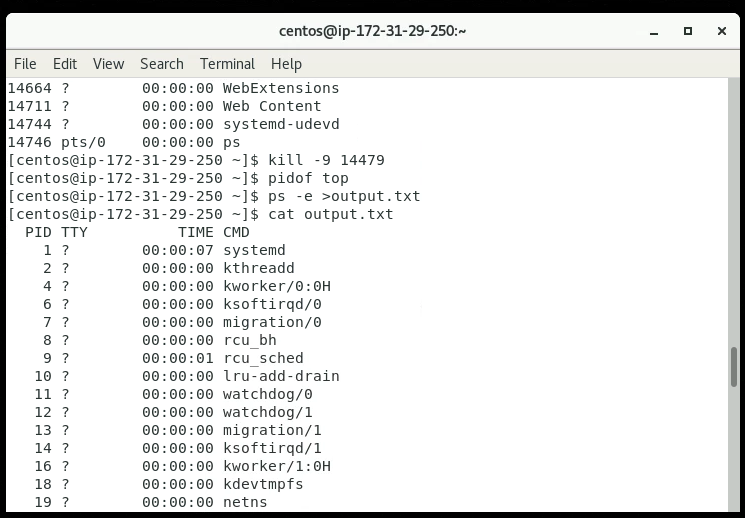 centos@ip-172-31-29-250:~
File Edit View Search Terminal Help
14664 ?        00:00:00 WebExtensions
14711 ?        00:00:00 Web Content
14744 ?        00:00:00 systemd-udevd
14746 pts/0    00:00:00 ps
[centos@ip-172-31-29-250 ~]$ kill -9 14479
[centos@ip-172-31-29-250 ~]$ pidof top
[centos@ip-172-31-29-250 ~]$ ps -e >output.txt
[centos@ip-172-31-29-250 ~]$ cat output.txt
  PID TTY          TIME CMD
    1 ?        00:00:07 systemd
    2 ?        00:00:00 kthreadd
    4 ?        00:00:00 kworker/0:0H
    6 ?        00:00:00 ksoftirqd/0
    7 ?        00:00:00 migration/0
    8 ?        00:00:00 rcu_bh
    9 ?        00:00:01 rcu_sched
   10 ?        00:00:00 lru-add-drain
   11 ?        00:00:00 watchdog/0
   12 ?        00:00:00 watchdog/1
   13 ?        00:00:00 migration/1
   14 ?        00:00:00 ksoftirqd/1
   16 ?        00:00:00 kworker/1:0H
   18 ?        00:00:00 kdevtmpfs
   19 ?        00:00:00 netns